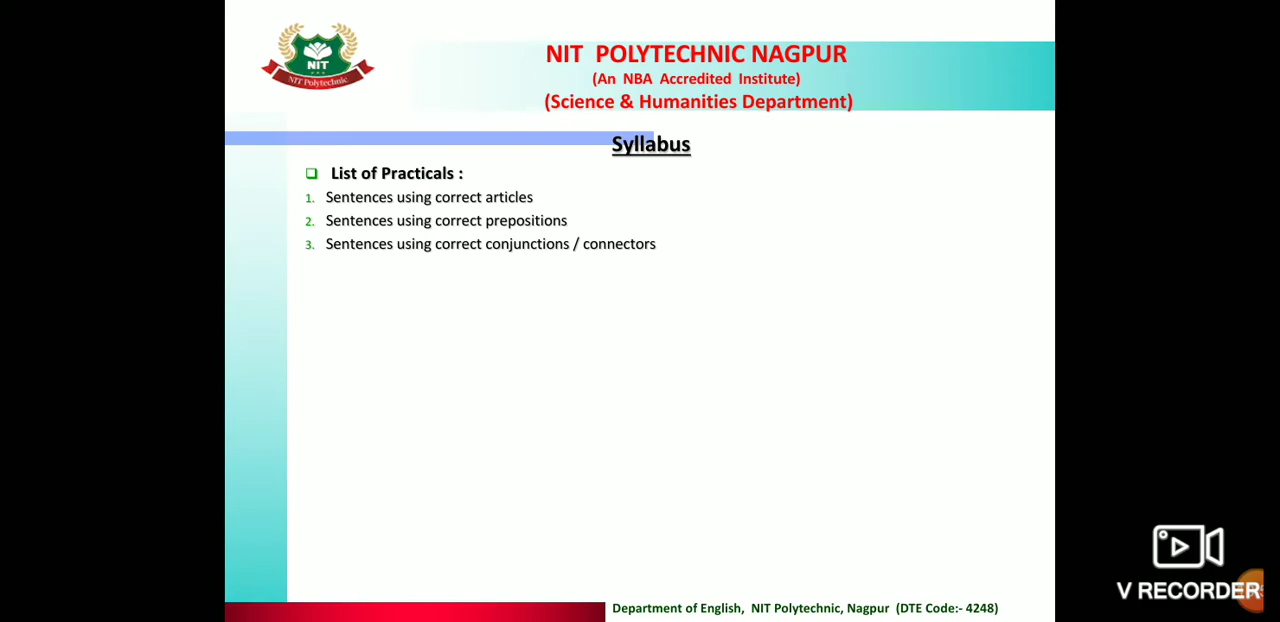 NIT
NIT Polytechnic
NIT POLYTECHNIC NAGPUR
(An NBA Accredited Institute)
(Science & Humanities Department)
Syllabus
List of Practicals :
1. Sentences using correct articles
2. Sentences using correct prepositions
3. Sentences using correct conjunctions / connectors
V RECORDER
Department of English, NIT Polytechnic, Nagpur (DTE Code:- 4248)